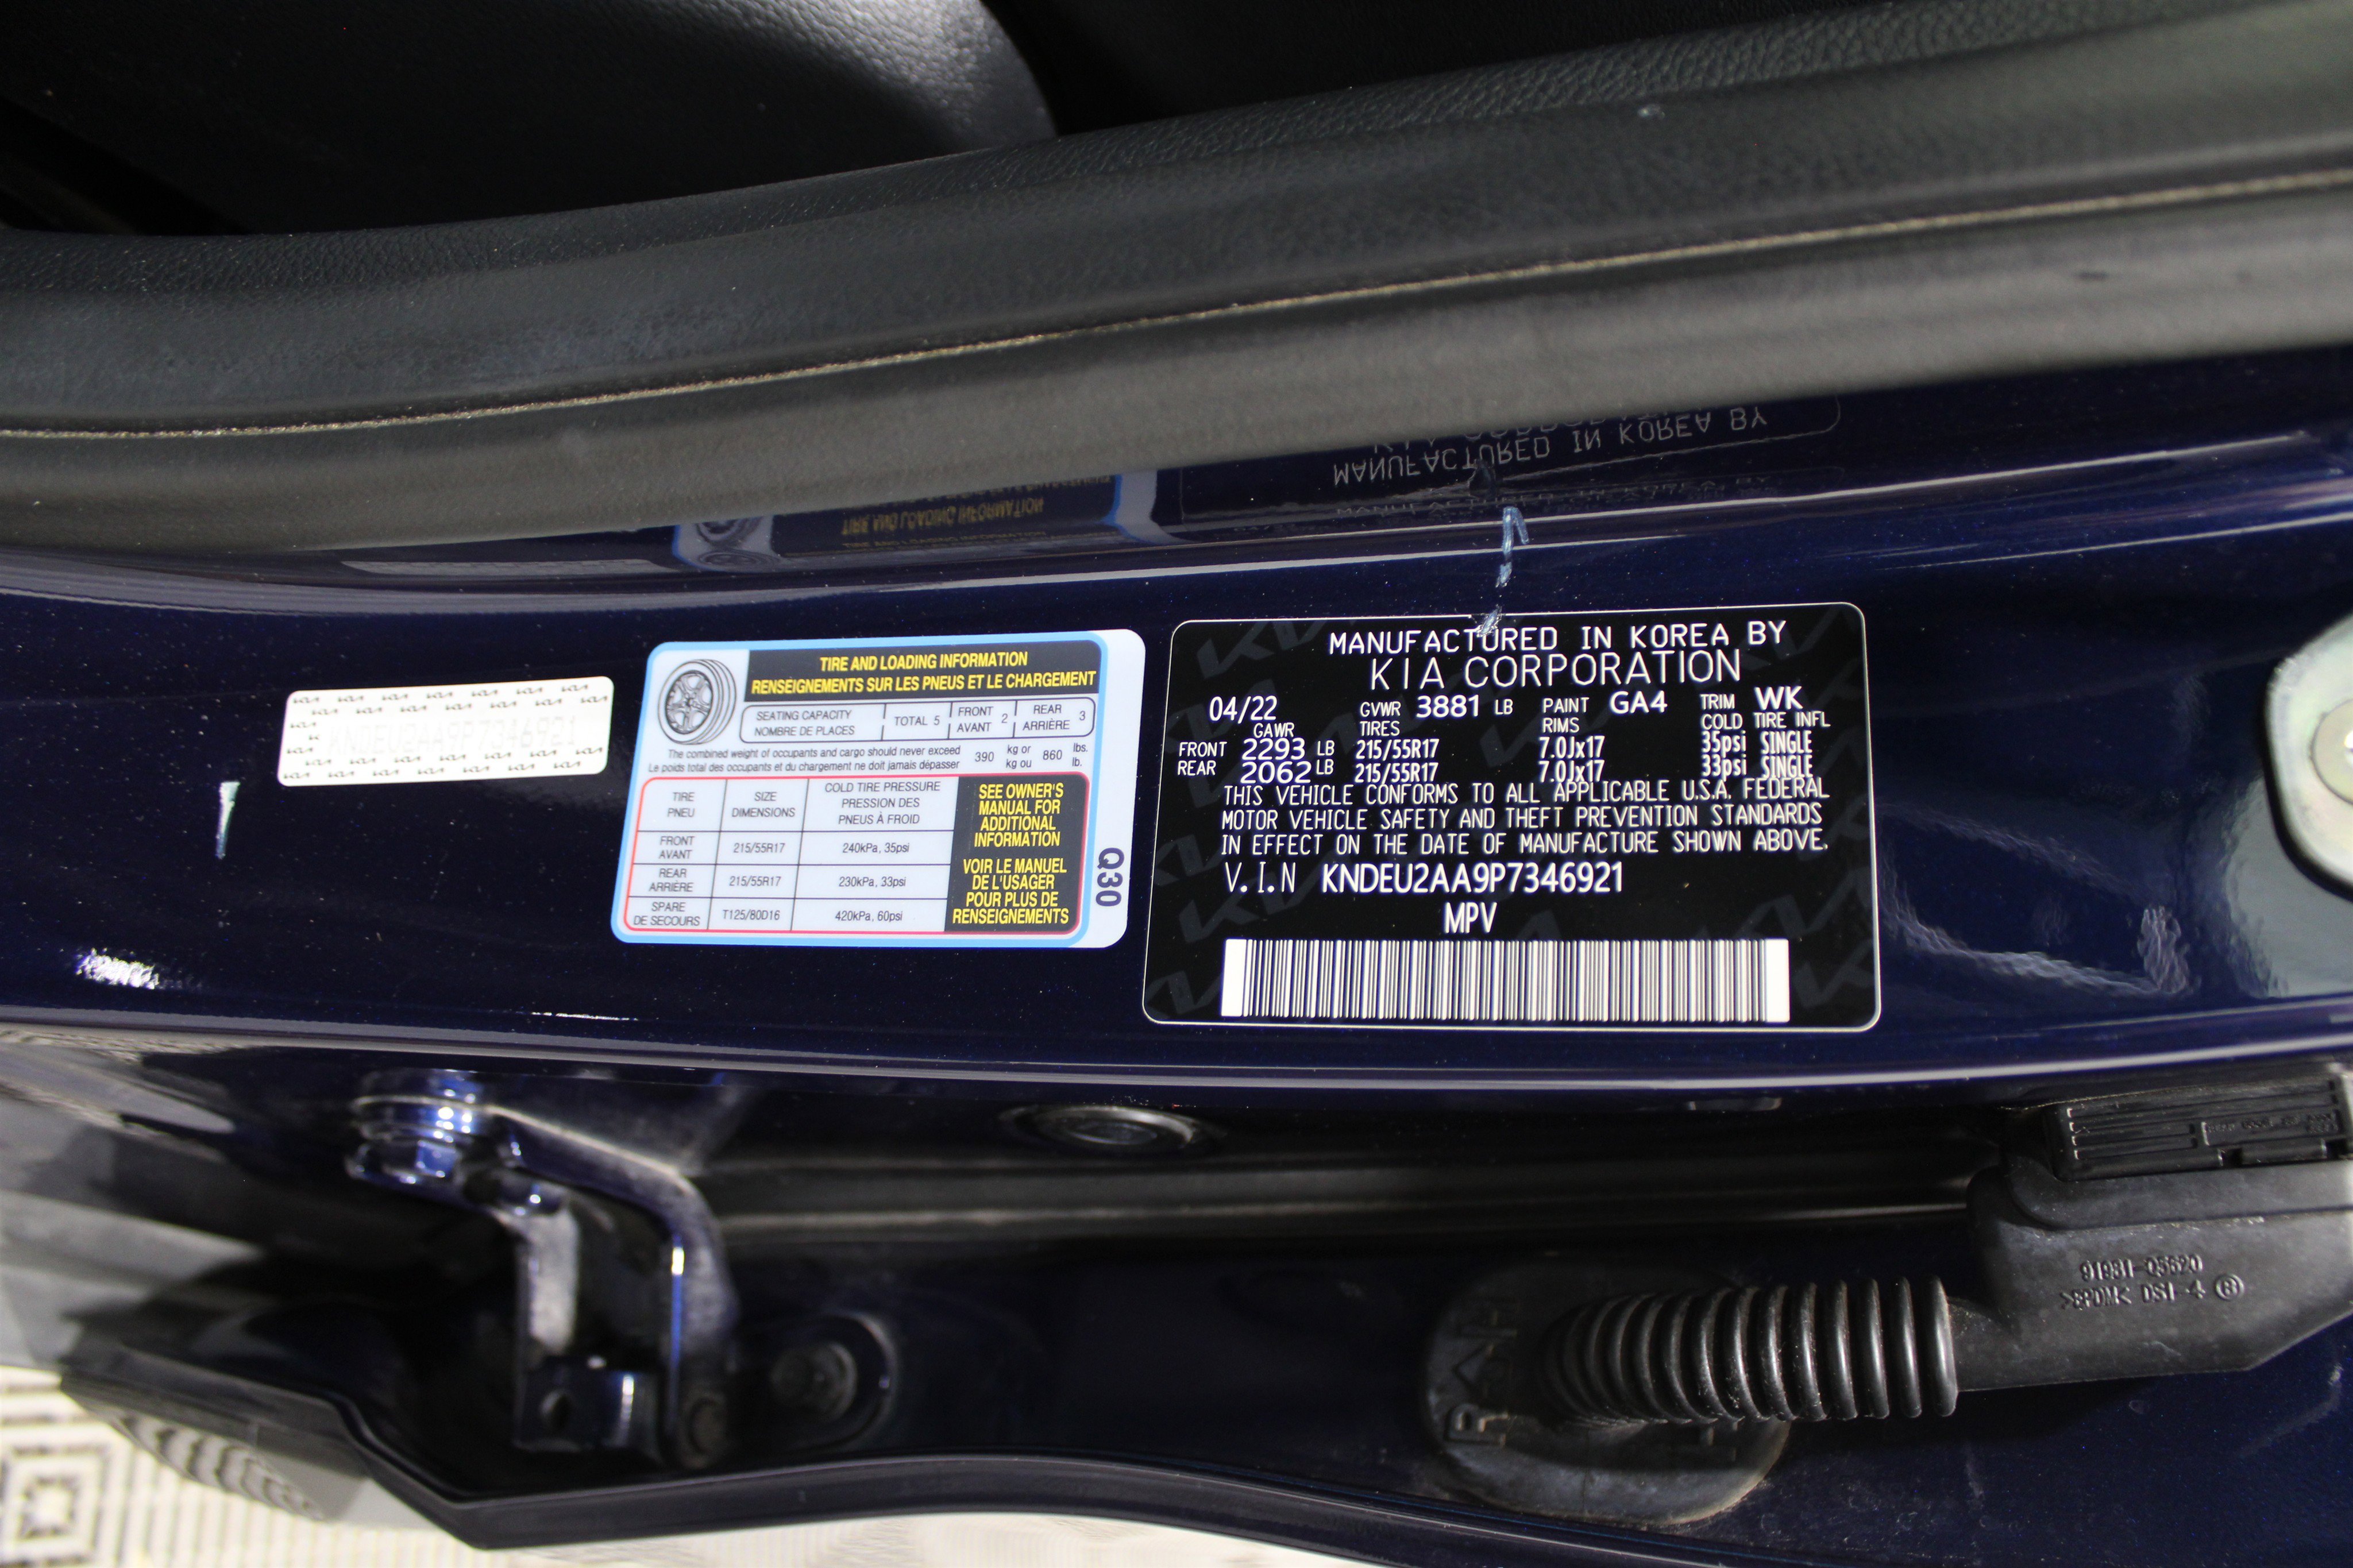 KNDEU2AA9P7346921
TIRE AND LOADING INFORMATION
RENSEIGNEMENTS SUR LES PNEUS ET LE CHARGEMENT
SEATING CAPACITY
NOMBRE DE PLACES
TOTAL 5
FRONT
AVANT
2
REAR
ARRIÈRE
3
The combined weight of occupants and cargo should never exceed
Le poids total des occupants et du chargement ne doit jamais dépasser
390
kg or
kg ou
860
lbs.
lb.
TIRE
PNEU
SIZE
DIMENSIONS
COLD TIRE PRESSURE
PRESSION DES
PNEUS À FROID
FRONT
AVANT
215/55R17
240kPa, 35psi
REAR
ARRIÈRE
215/55R17
230kPa, 33psi
SPARE
DE SECOURS
T125/80D16
420kPa, 60psi
SEE OWNER'S
MANUAL FOR
ADDITIONAL
INFORMATION
VOIR LE MANUEL
DE L'USAGER
POUR PLUS DE
RENSEIGNEMENTS
Q30
MANUFACTURED IN KOREA BY
KIA CORPORATION
04/22 GVWR 3881 LB PAINT GA4 TRIM WK
GAWR TIRES RIMS COLD TIRE INFL
FRONT 2293 LB 215/55R17 7.0Jx17 35psi SINGLE
REAR 2062 LB 215/55R17 7.0Jx17 33psi SINGLE
THIS VEHICLE CONFORMS TO ALL APPLICABLE U.S.A. FEDERAL
MOTOR VEHICLE SAFETY AND THEFT PREVENTION STANDARDS
IN EFFECT ON THE DATE OF MANUFACTURE SHOWN ABOVE.
V.I.N KNDEU2AA9P7346921
MPV
91981-Q5620
>EPDM< DSI-4